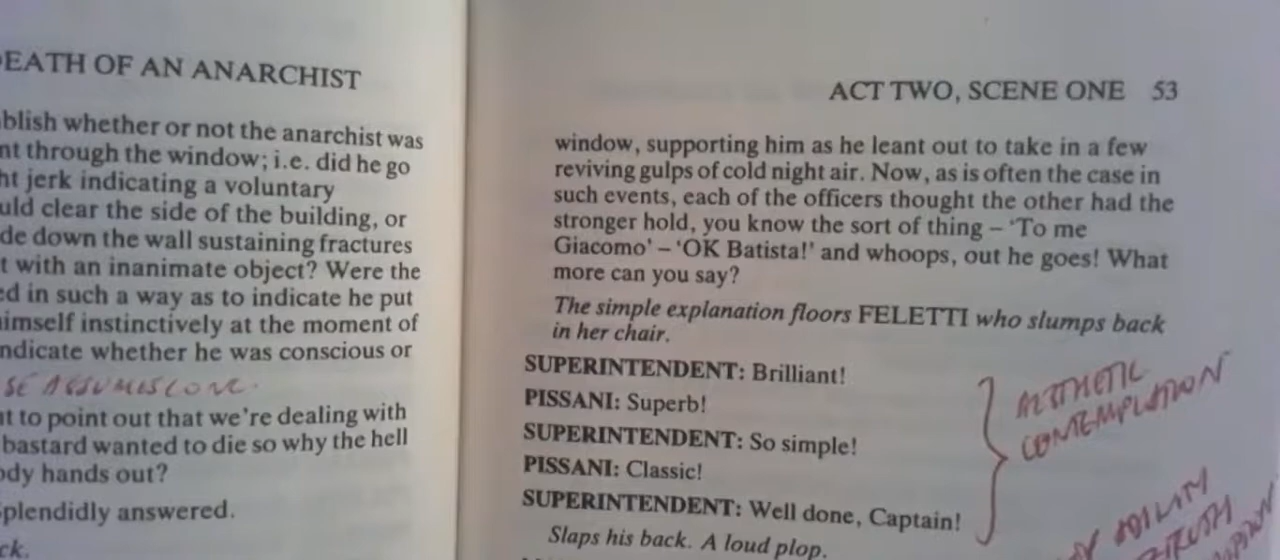 EATH OF AN ANARCHIST
blish whether or not the anarchist was
nt through the window; i.e. did he go
ht jerk indicating a voluntary
uld clear the side of the building, or
de down the wall sustaining fractures
t with an inanimate object? Were the
ed in such a way as to indicate he put
imself instinctively at the moment of
ndicate whether he was conscious or
t to point out that we're dealing with
bastard wanted to die so why the hell
ody hands out?
plendidly answered.
ck.
ACT TWO, SCENE ONE 53
window, supporting him as he leant out to take in a few
reviving gulps of cold night air. Now, as is often the case in
such events, each of the officers thought the other had the
stronger hold, you know the sort of thing – 'To me
Giacomo' – 'OK Batista!' and whoops, out he goes! What
more can you say?
The simple explanation floors FELETTI who slumps back
in her chair.
SUPERINTENDENT: Brilliant!
PISSANI: Superb!
SUPERINTENDENT: So simple!
PISSANI: Classic!
SUPERINTENDENT: Well done, Captain!
Slaps his back. A loud plop.
AESTHETIC
CONTEMPLATION